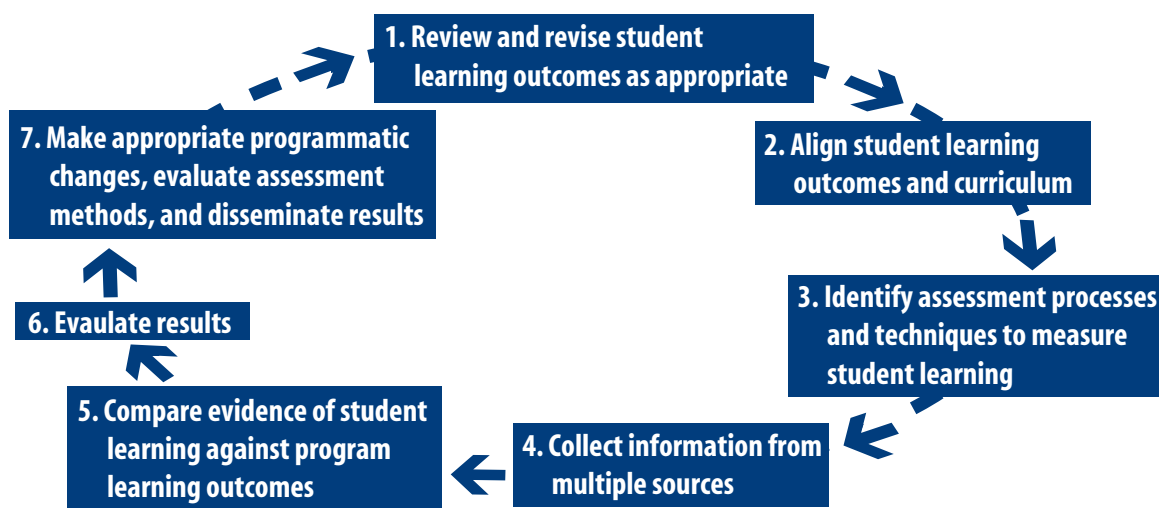 1. Review and revise student
learning outcomes as appropriate
2. Align student learning
outcomes and curriculum
3. Identify assessment processes
and techniques to measure
student learning
4. Collect information from
multiple sources
5. Compare evidence of student
learning against program
learning outcomes
6. Evaulate results
7. Make appropriate programmatic
changes, evaluate assessment
methods, and disseminate results